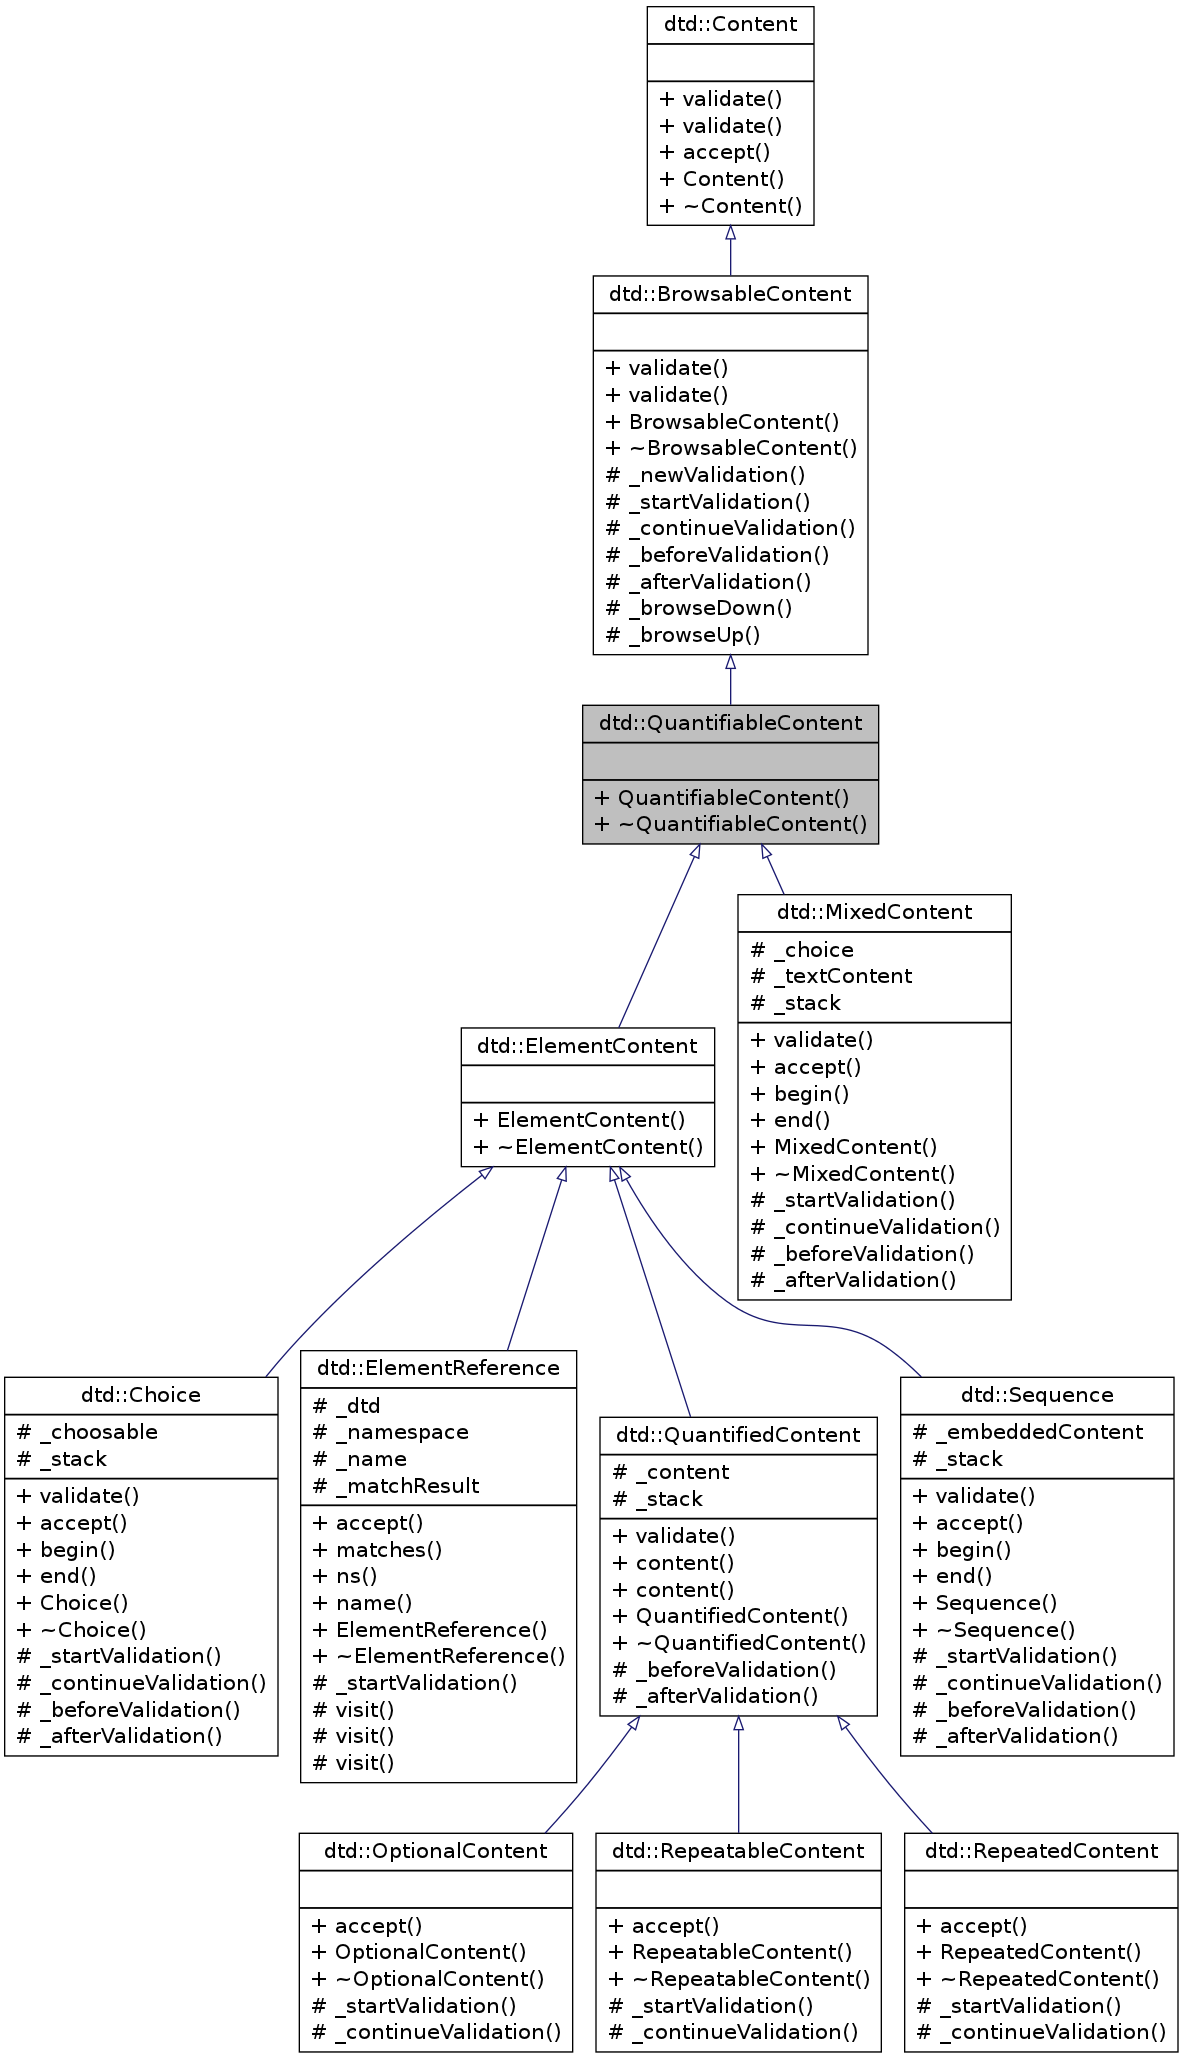 dtd::Content
+ validate()
+ validate()
+ accept()
+ Content()
+ ~Content()
dtd::BrowsableContent
+ validate()
+ validate()
+ BrowsableContent()
+ ~BrowsableContent()
# _newValidation()
# _startValidation()
# _continueValidation()
# _beforeValidation()
# _afterValidation()
# _browseDown()
# _browseUp()
dtd::QuantifiableContent
+ QuantifiableContent()
+ ~QuantifiableContent()
dtd::MixedContent
# _choice
# _textContent
# _stack
+ validate()
+ accept()
+ begin()
+ end()
+ MixedContent()
+ ~MixedContent()
# _startValidation()
# _continueValidation()
# _beforeValidation()
# _afterValidation()
dtd::ElementContent
+ ElementContent()
+ ~ElementContent()
dtd::Choice
# _choosable
# _stack
+ validate()
+ accept()
+ begin()
+ end()
+ Choice()
+ ~Choice()
# _startValidation()
# _continueValidation()
# _beforeValidation()
# _afterValidation()
dtd::ElementReference
# _dtd
# _namespace
# _name
# _matchResult
+ accept()
+ matches()
+ ns()
+ name()
+ ElementReference()
+ ~ElementReference()
# _startValidation()
# visit()
# visit()
# visit()
dtd::QuantifiedContent
# _content
# _stack
+ validate()
+ content()
+ content()
+ QuantifiedContent()
+ ~QuantifiedContent()
# _beforeValidation()
# _afterValidation()
dtd::Sequence
# _embeddedContent
# _stack
+ validate()
+ accept()
+ begin()
+ end()
+ Sequence()
+ ~Sequence()
# _startValidation()
# _continueValidation()
# _beforeValidation()
# _afterValidation()
dtd::OptionalContent
+ accept()
+ OptionalContent()
+ ~OptionalContent()
# _startValidation()
# _continueValidation()
dtd::RepeatableContent
+ accept()
+ RepeatableContent()
+ ~RepeatableContent()
# _startValidation()
# _continueValidation()
dtd::RepeatedContent
+ accept()
+ RepeatedContent()
+ ~RepeatedContent()
# _startValidation()
# _continueValidation()